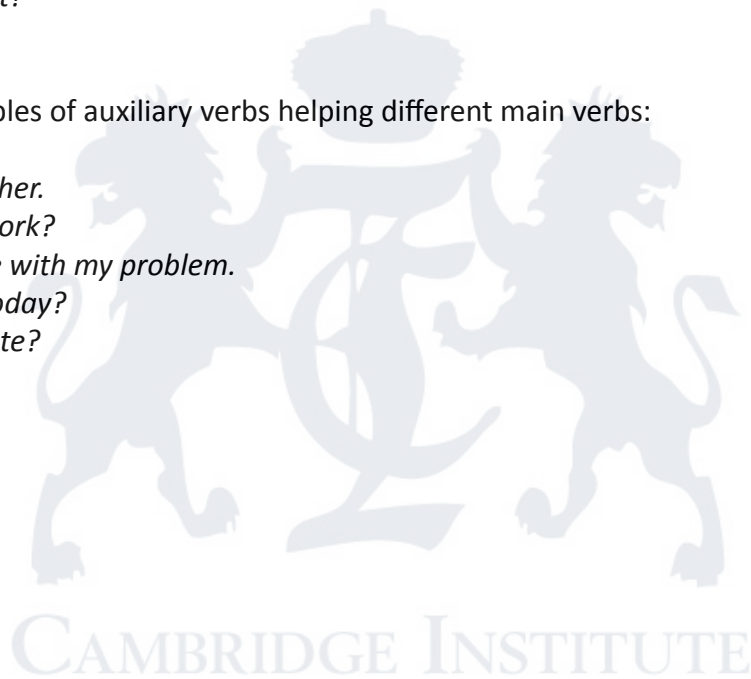 t?
ples of auxiliary verbs helping different main verbs:
her.
ork?
e with my problem.
oday?
te?
CAMBRIDGE INSTITUTE